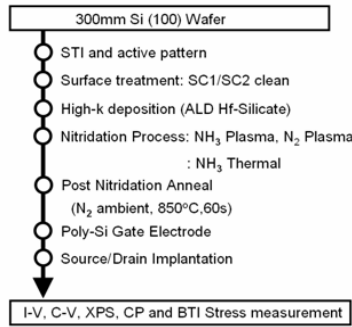 300mm Si (100) Wafer
STI and active pattern
Surface treatment: SC1/SC2 clean
High-k deposition (ALD Hf-Silicate)
Nitridation Process: NH₃ Plasma, N₂ Plasma
: NH₃ Thermal
Post Nitridation Anneal
(N₂ ambient, 850°C,60s)
Poly-Si Gate Electrode
Source/Drain Implantation
I-V, C-V, XPS, CP and BTI Stress measurement